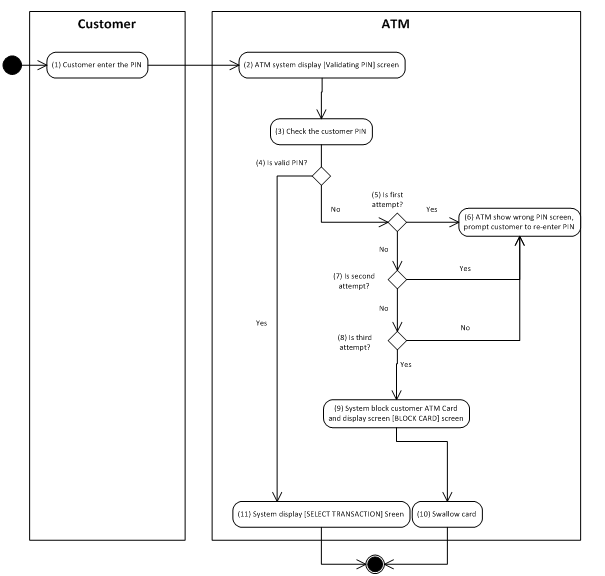 Customer
ATM
(1) Customer enter the PIN
(2) ATM system display [Validating PIN] screen
(3) Check the customer PIN
(4) Is valid PIN?
(5) Is first
attempt?
No
Yes
(6) ATM show wrong PIN screen,
prompt customer to re-enter PIN
No
(7) Is second
attempt?
Yes
No
Yes
(8) Is third
attempt?
No
Yes
(9) System block customer ATM Card
and display screen [BLOCK CARD] screen
(11) System display [SELECT TRANSACTION] Sreen
(10) Swallow card